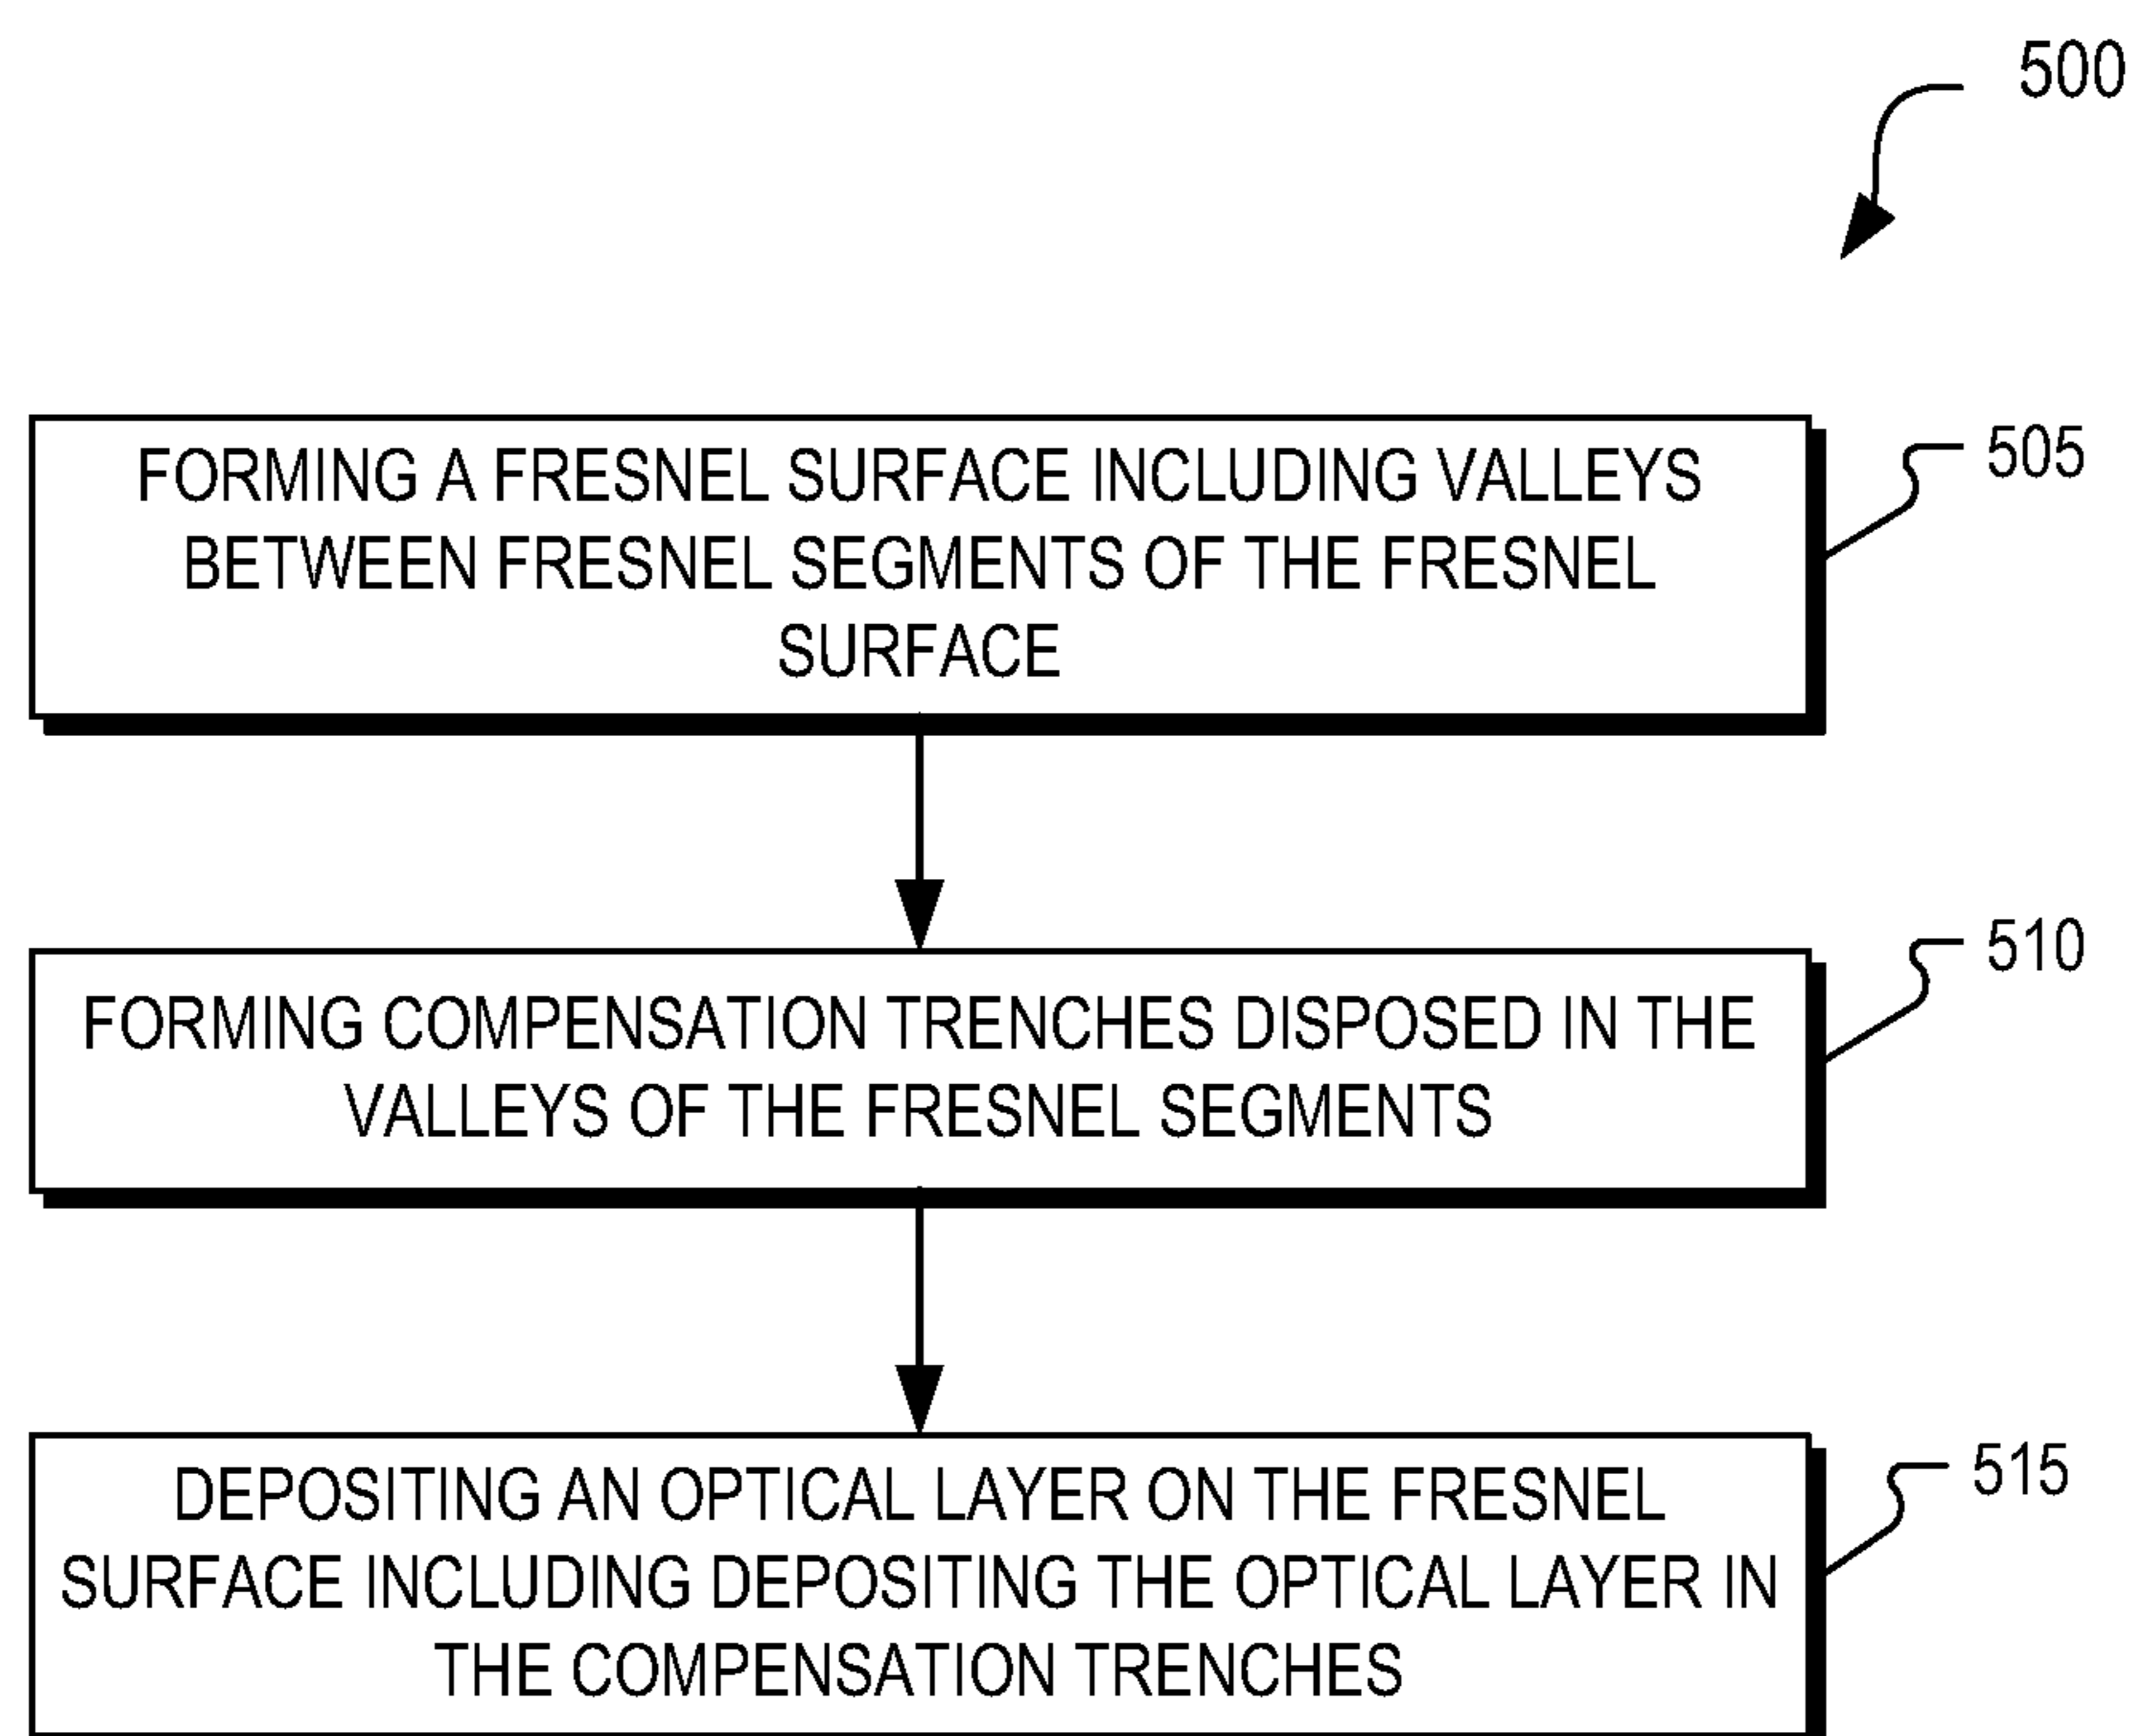 500
FORMING A FRESNEL SURFACE INCLUDING VALLEYS
BETWEEN FRESNEL SEGMENTS OF THE FRESNEL
SURFACE
505
FORMING COMPENSATION TRENCHES DISPOSED IN THE
VALLEYS OF THE FRESNEL SEGMENTS
510
DEPOSITING AN OPTICAL LAYER ON THE FRESNEL
SURFACE INCLUDING DEPOSITING THE OPTICAL LAYER IN
THE COMPENSATION TRENCHES
515